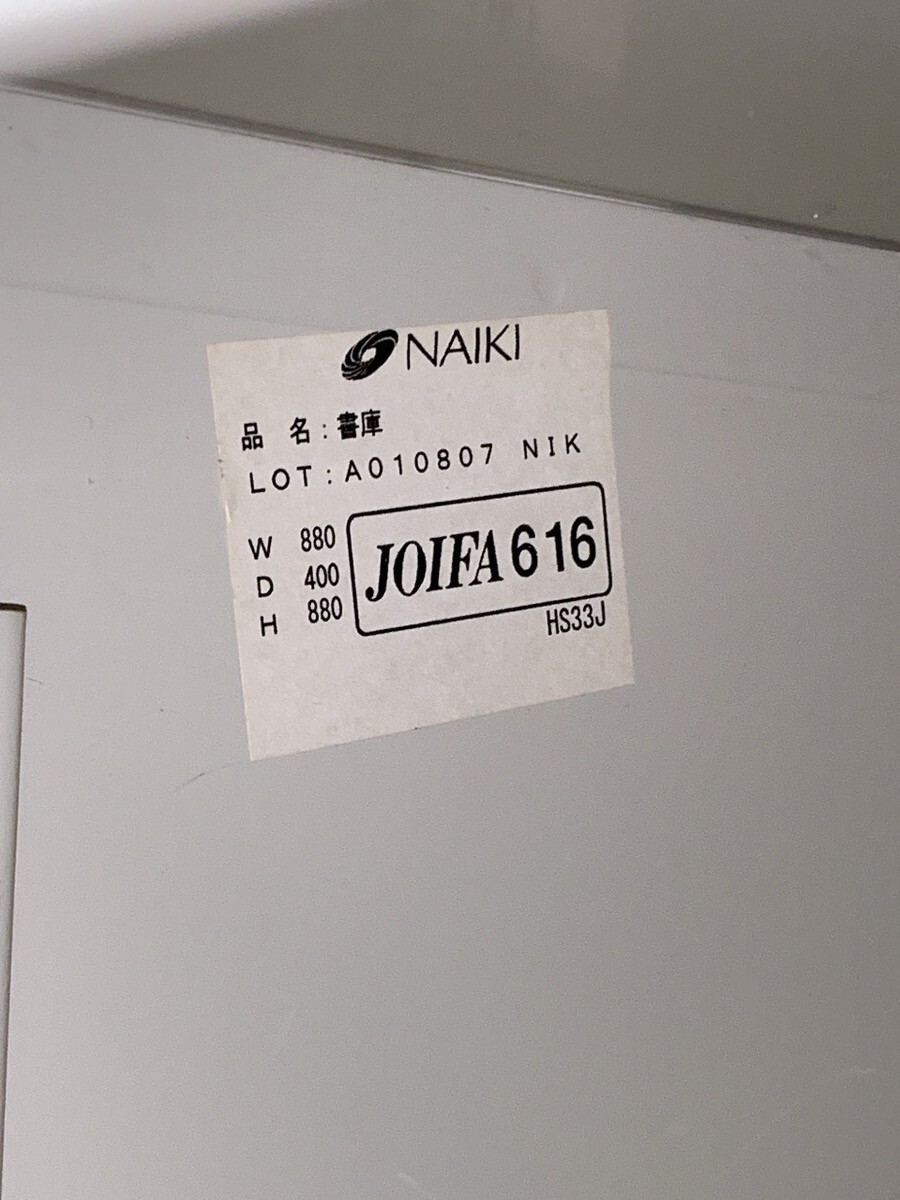 NAIKI
品 名:書庫
LOT:A010807 NIK
W 880
D 400
H 880
JOIFA 616
HS33J